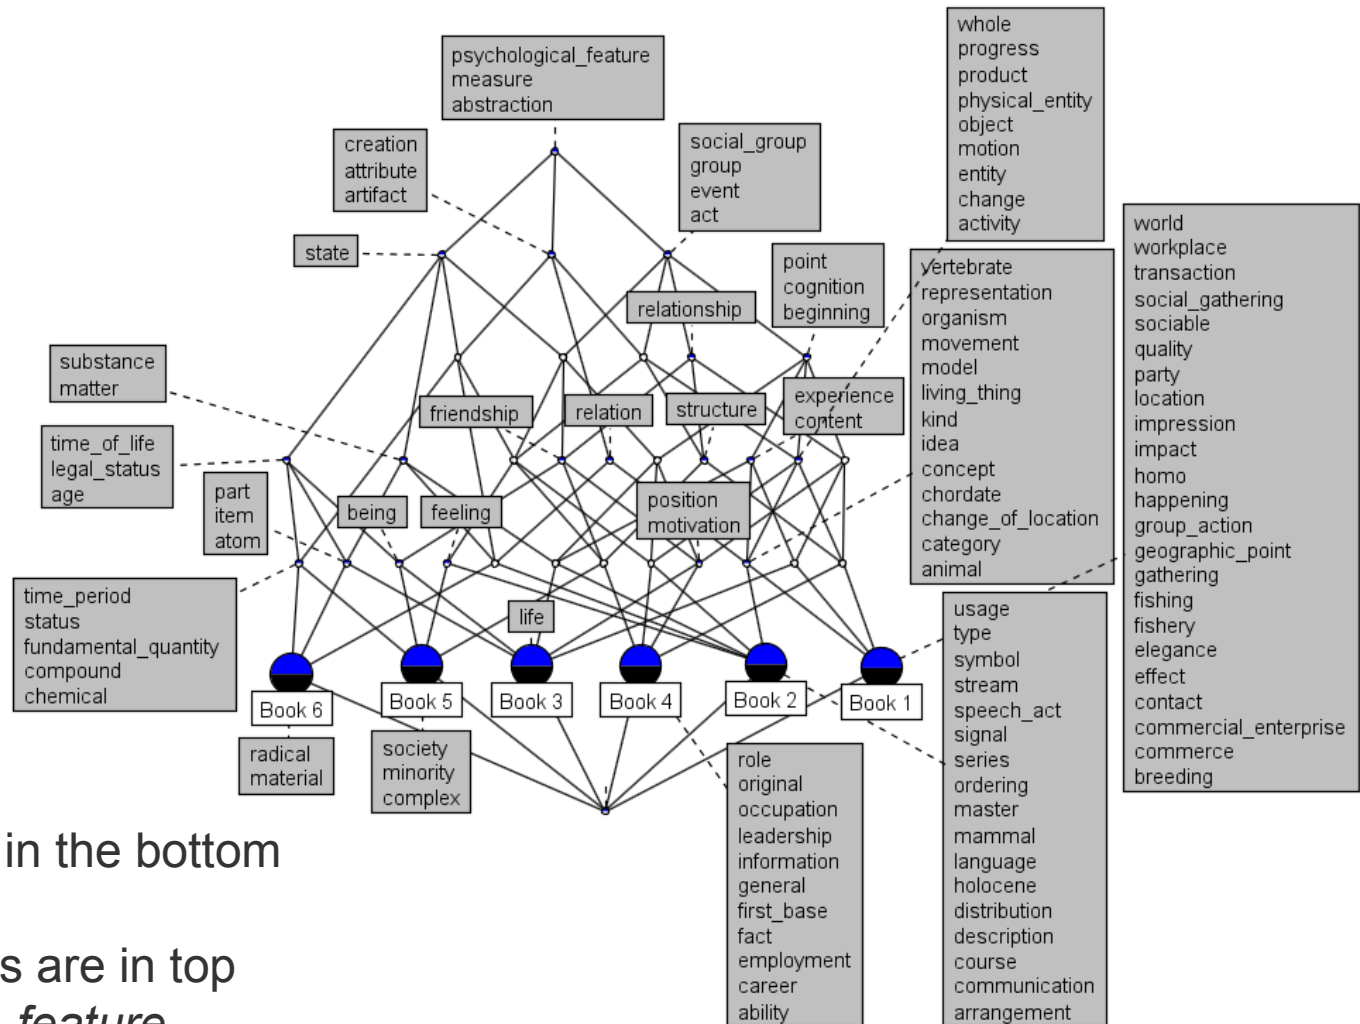 psychological_feature
measure
abstraction
creation
attribute
artifact
social_group
group
event
act
whole
progress
product
physical_entity
object
motion
entity
change
activity
state
point
cognition
beginning
relationship
vertebrate
representation
organism
movement
model
living_thing
kind
idea
concept
chordate
change_of_location
category
animal
world
workplace
transaction
social_gathering
sociable
quality
party
location
impression
impact
homo
happening
group_action
geographic_point
gathering
fishing
fishery
elegance
effect
contact
commercial_enterprise
commerce
breeding
substance
matter
friendship
relation
structure
experience
content
time_of_life
legal_status
age
part
item
atom
being
feeling
position
motivation
time_period
status
fundamental_quantity
compound
chemical
life
Book 6
Book 5
Book 3
Book 4
Book 2
Book 1
radical
material
society
minority
complex
role
original
occupation
leadership
information
general
first_base
fact
employment
career
ability
usage
type
symbol
stream
speech_act
signal
series
ordering
master
mammal
language
holocene
distribution
description
course
communication
arrangement
in the bottom
s are in top
feature